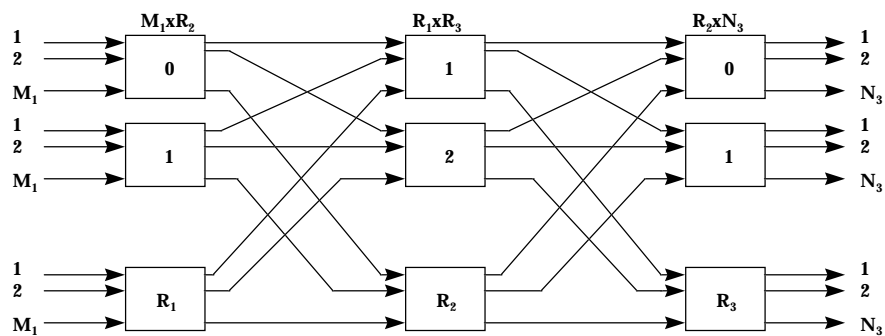 M₁xR₂ R₁xR₃ R₂xN₃
1 1
2 0 1 0 2
M₁ N₃
1 1
2 1 2 1 2
M₁ N₃
1 1
2 R₁ R₂ R₃ 2
M₁ N₃